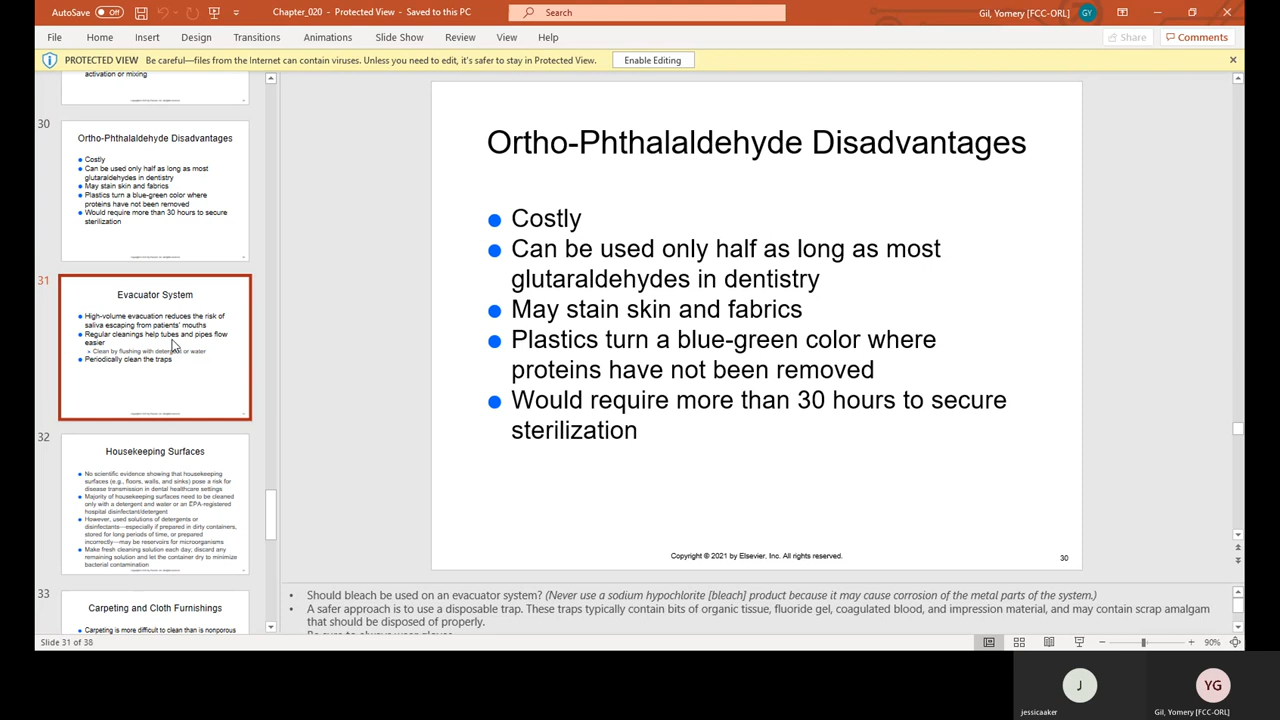 AutoSave Off Chapter_020 - Protected View - Saved to this PC Search Gil, Yomery [FCC-ORL] GY
File Home Insert Design Transitions Animations Slide Show Review View Help Share Comments
PROTECTED VIEW Be careful—files from the Internet can contain viruses. Unless you need to edit, it's safer to stay in Protected View. Enable Editing
activation or mixing
30
Ortho-Phthalaldehyde Disadvantages
Costly
Can be used only half as long as most
glutaraldehydes in dentistry
May stain skin and fabrics
Plastics turn a blue-green color where
proteins have not been removed
Would require more than 30 hours to secure
sterilization
31
Evacuator System
High-volume evacuation reduces the risk of
saliva escaping from patients' mouths
Regular cleanings help tubes and pipes flow
easier
Clean by flushing with detergent or water
Periodically clean the traps
32
Housekeeping Surfaces
No scientific evidence showing that housekeeping
surfaces (e.g., floors, walls, and sinks) pose a risk for
disease transmission in dental healthcare settings
Majority of housekeeping surfaces need to be cleaned
only with a detergent and water or an EPA-registered
hospital disinfectant/detergent
However, used solutions of detergents or
disinfectants—especially if prepared in dirty containers,
stored for long periods of time, or prepared
incorrectly—may be reservoirs for microorganisms
Make fresh cleaning solution each day; discard any
remaining solution and let the container dry to minimize
bacterial contamination
33
Carpeting and Cloth Furnishings
Carpeting is more difficult to clean than is nonporous
Ortho-Phthalaldehyde Disadvantages
Costly
Can be used only half as long as most
glutaraldehydes in dentistry
May stain skin and fabrics
Plastics turn a blue-green color where
proteins have not been removed
Would require more than 30 hours to secure
sterilization
Copyright © 2021 by Elsevier, Inc. All rights reserved. 30
Should bleach be used on an evacuator system? (Never use a sodium hypochlorite [bleach] product because it may cause corrosion of the metal parts of the system.)
A safer approach is to use a disposable trap. These traps typically contain bits of organic tissue, fluoride gel, coagulated blood, and impression material, and may contain scrap amalgam
that should be disposed of properly.
Be sure to always wear gloves
Slide 31 of 38 90%
J YG
jessicaaker Gil, Yomery [FCC-ORL]